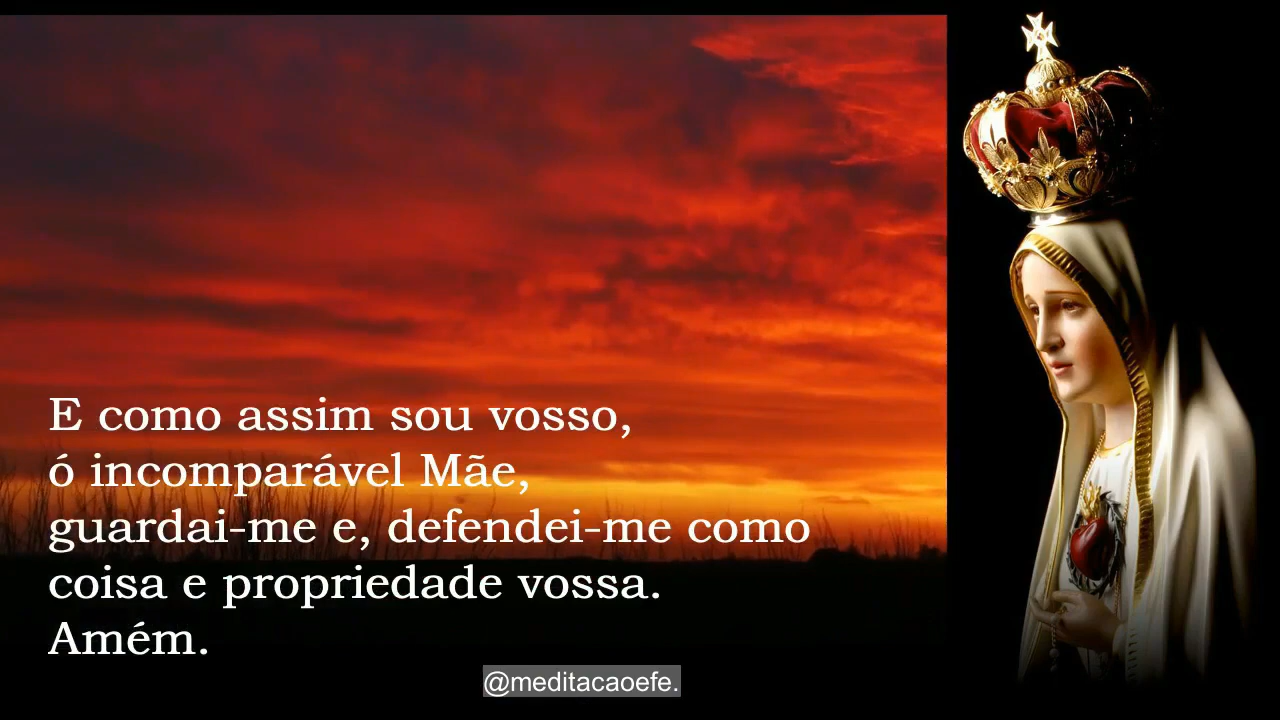 E como assim sou vosso,
ó incomparável Mãe,
guardai-me e, defendei-me como
coisa e propriedade vossa.
Amém.
@meditacaoefe.